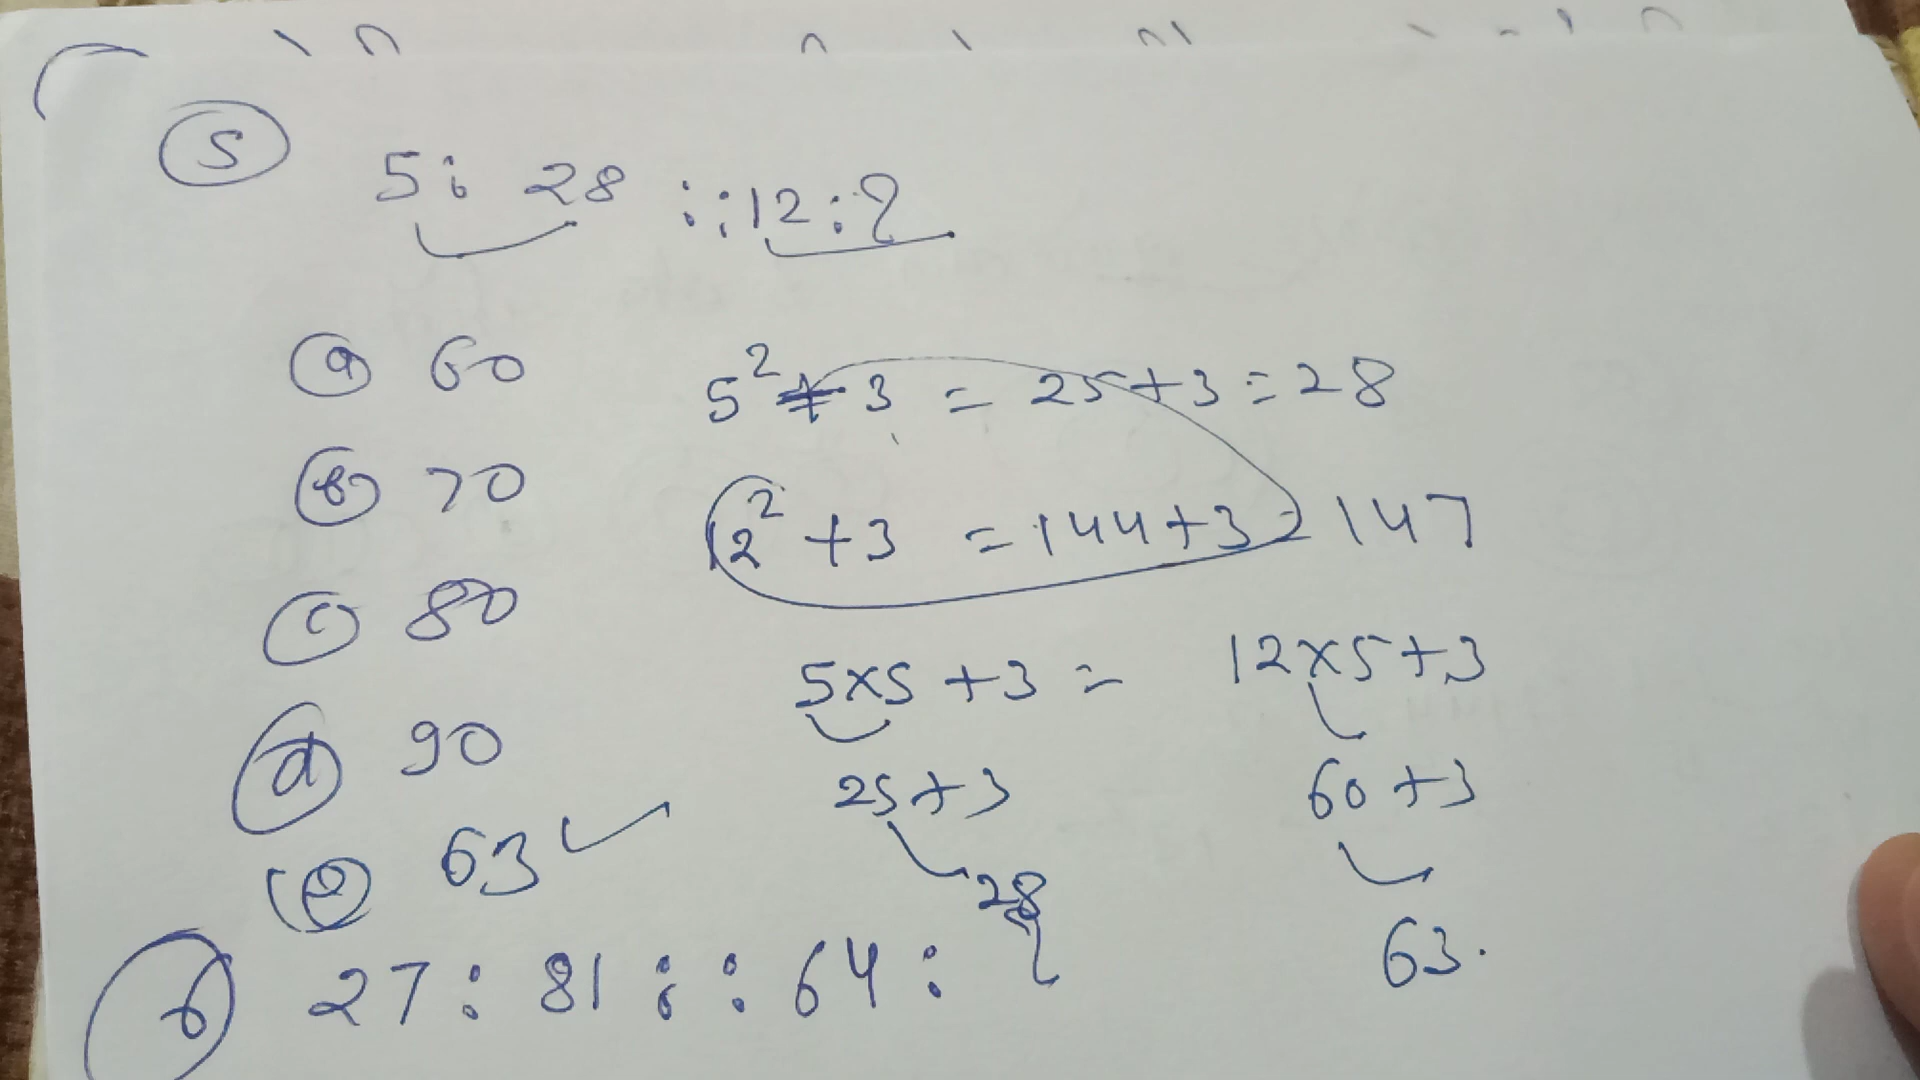 5
5 : 28 :: 12 : ?
a 60
b 70
c 80
d 90
e 63 ✓
5² + 3 = 25 + 3 = 28
12² + 3 = 144 + 3 = 147
5×5 + 3 = 12×5 + 3
25 + 3 60 + 3
28 63.
6 27 : 81 :: 64 : ?